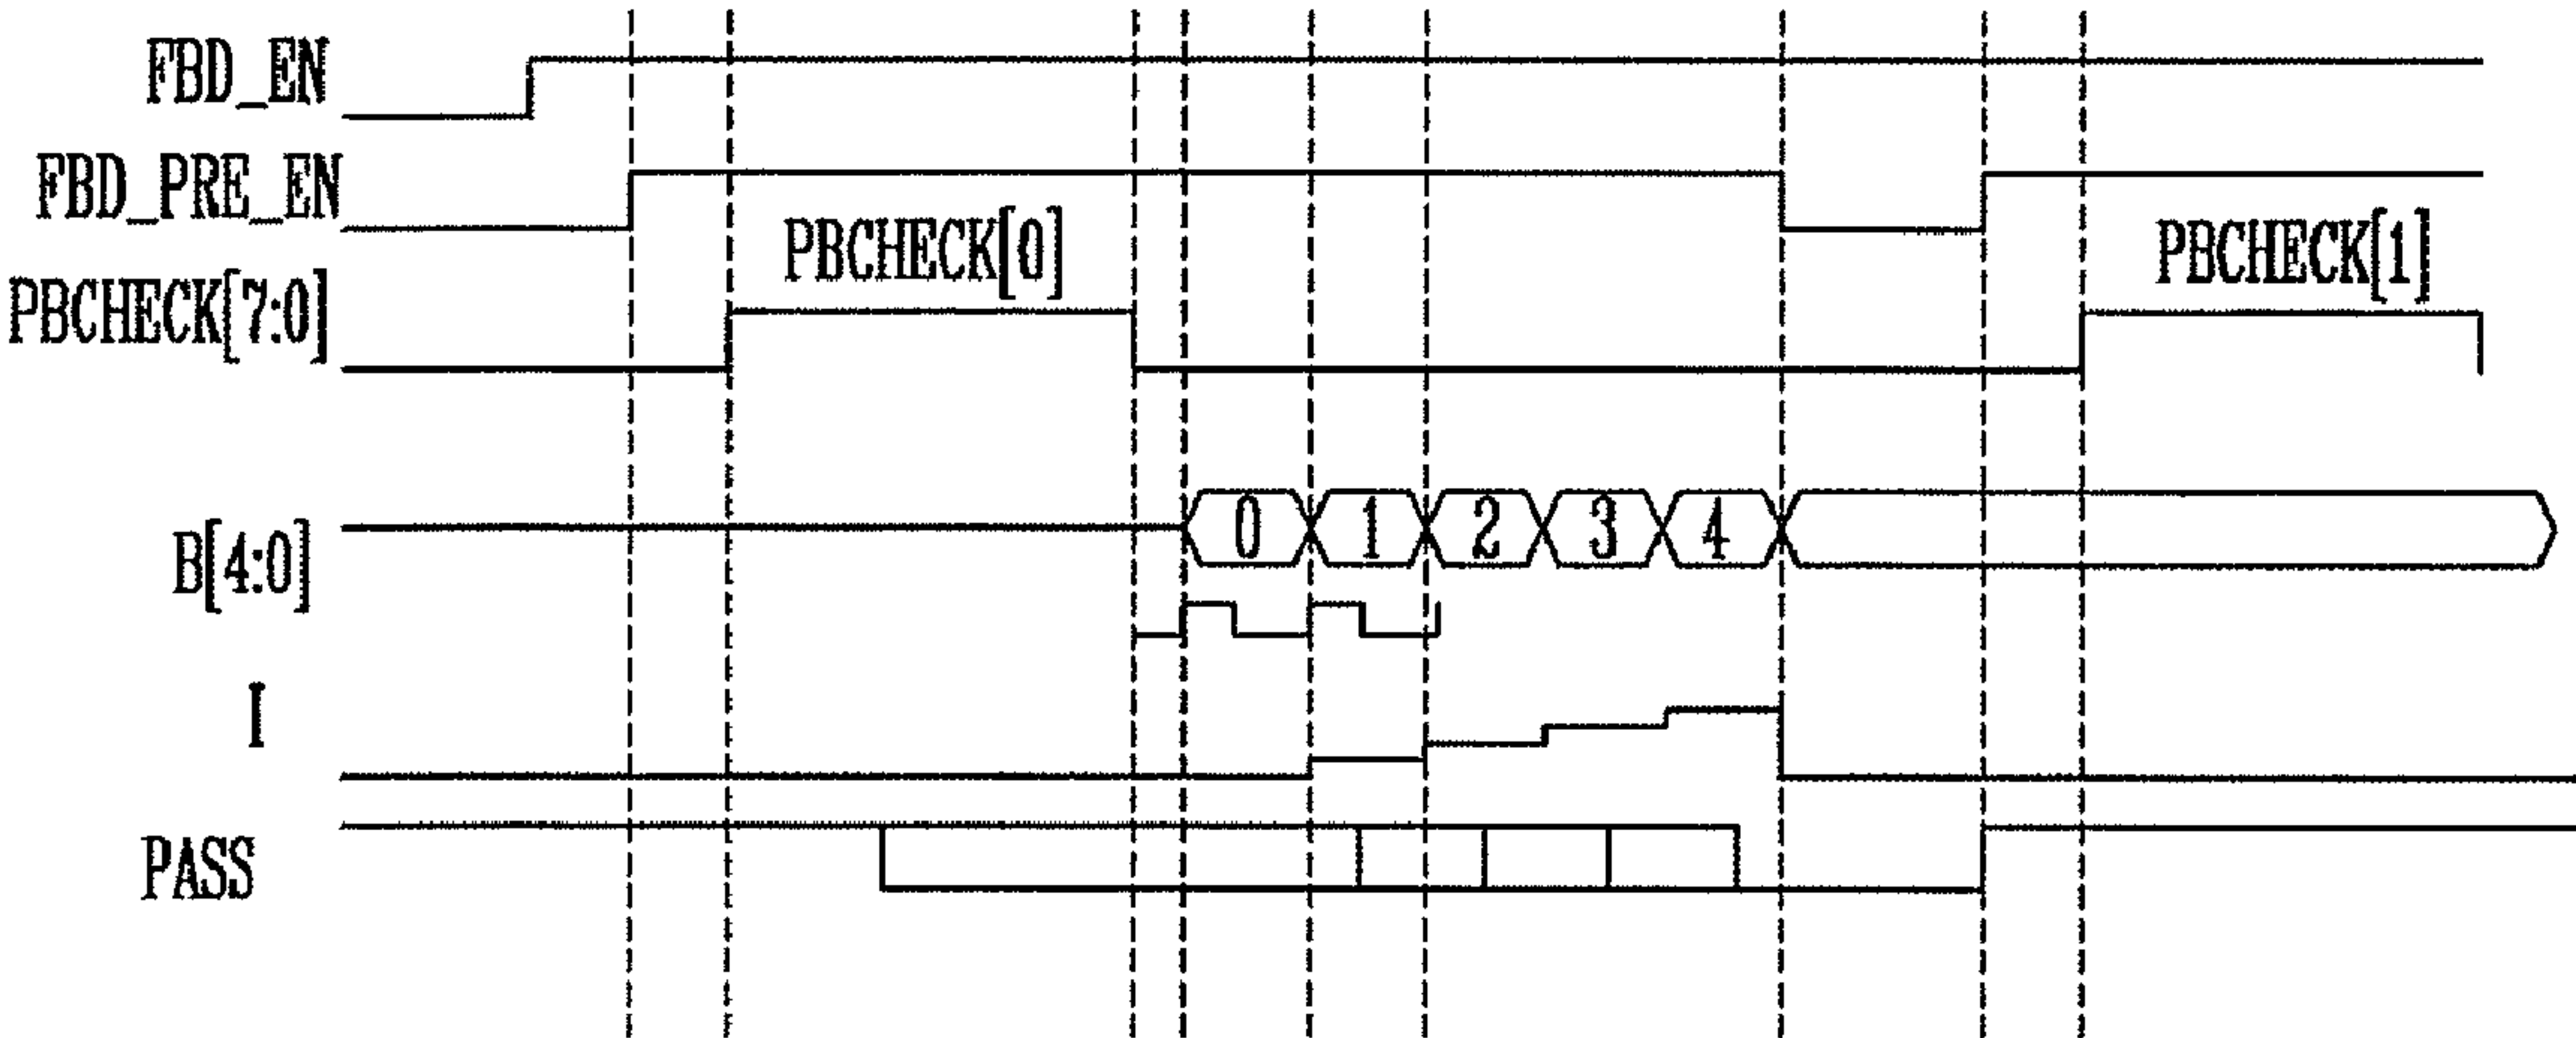 FBD_EN
FBD_PRE_EN
PBCHECK[0]
PBCHECK[1]
PBCHECK[7:0]
B[4:0]
0 1 2 3 4
I
PASS